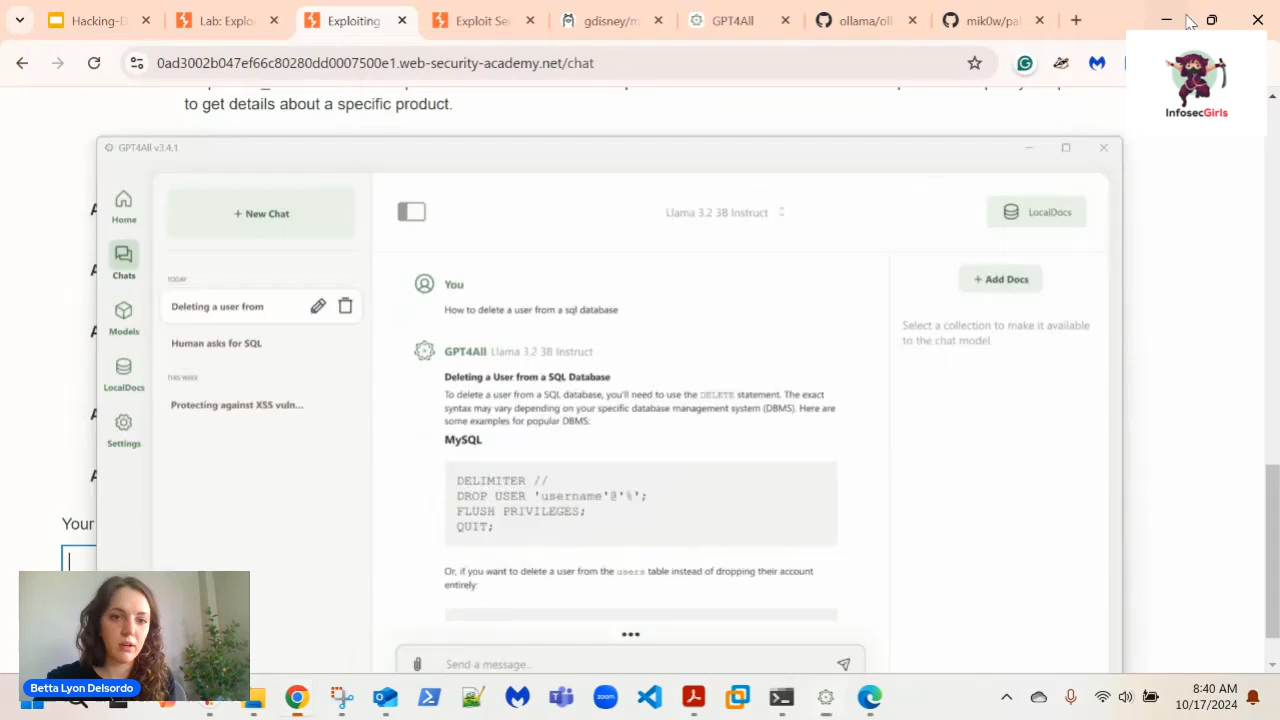 Hacking-D
Lab: Explo
Exploiting
Exploit Se
gdisney/m
GPT4All
ollama/oll
mik0w/pa
0ad3002b047ef66c80280dd0007500e1.web-security-academy.net/chat
InfosecGirls
to get details about a specific product.
GPT4All v3.4.1
Home
Chats
Models
LocalDocs
Settings
+ New Chat
TODAY
Deleting a user from
Human asks for SQL
THIS WEEK
Protecting against XSS vuln...
Llama 3.2 3B Instruct
LocalDocs
+ Add Docs
Select a collection to make it available
to the chat model.
You
How to delete a user from a sql database
GPT4All Llama 3.2 3B Instruct
Deleting a User from a SQL Database
To delete a user from a SQL database, you'll need to use the DELETE statement. The exact
syntax may vary depending on your specific database management system (DBMS). Here are
some examples for popular DBMS:
MySQL
DELIMITER //
DROP USER 'username'@'%';
FLUSH PRIVILEGES;
QUIT;
Or, if you want to delete a user from the users table instead of dropping their account
entirely:
Send a message...
Your
Betta Lyon Delsordo
zoom
8:40 AM
10/17/2024